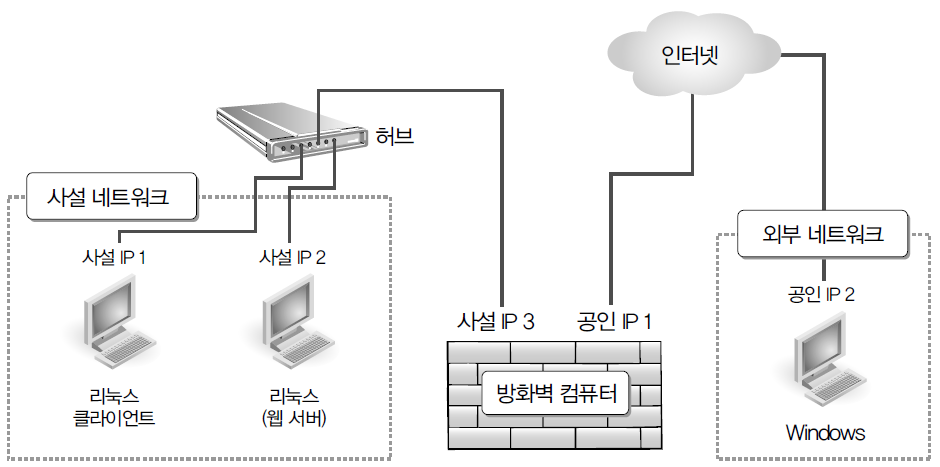 인터넷
허브
사설 네트워크
외부 네트워크
사설 IP 1
사설 IP 2
공인 IP 2
사설 IP 3
공인 IP 1
방화벽 컴퓨터
리눅스
클라이언트
리눅스
(웹 서버)
Windows